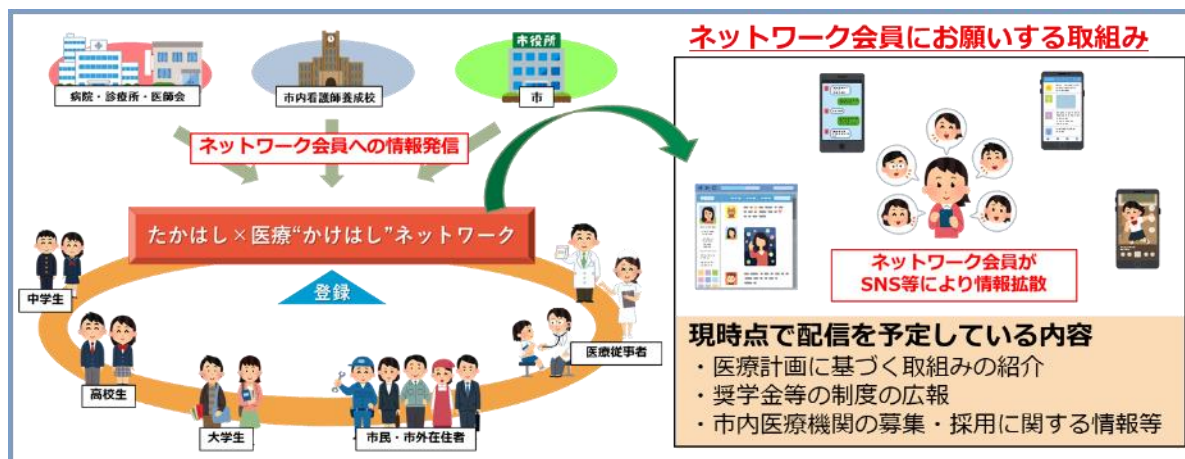 ネットワーク会員にお願いする取組み
市役所
病院・診療所・医師会
市内看護師養成校
市
ネットワーク会員への情報発信
たかはし×医療“かけはし”ネットワーク
登録
中学生
高校生
大学生
市民・市外在住者
医療従事者
ネットワーク会員が
SNS等により情報拡散
現時点で配信を予定している内容
・医療計画に基づく取組みの紹介
・奨学金等の制度の広報
・市内医療機関の募集・採用に関する情報等